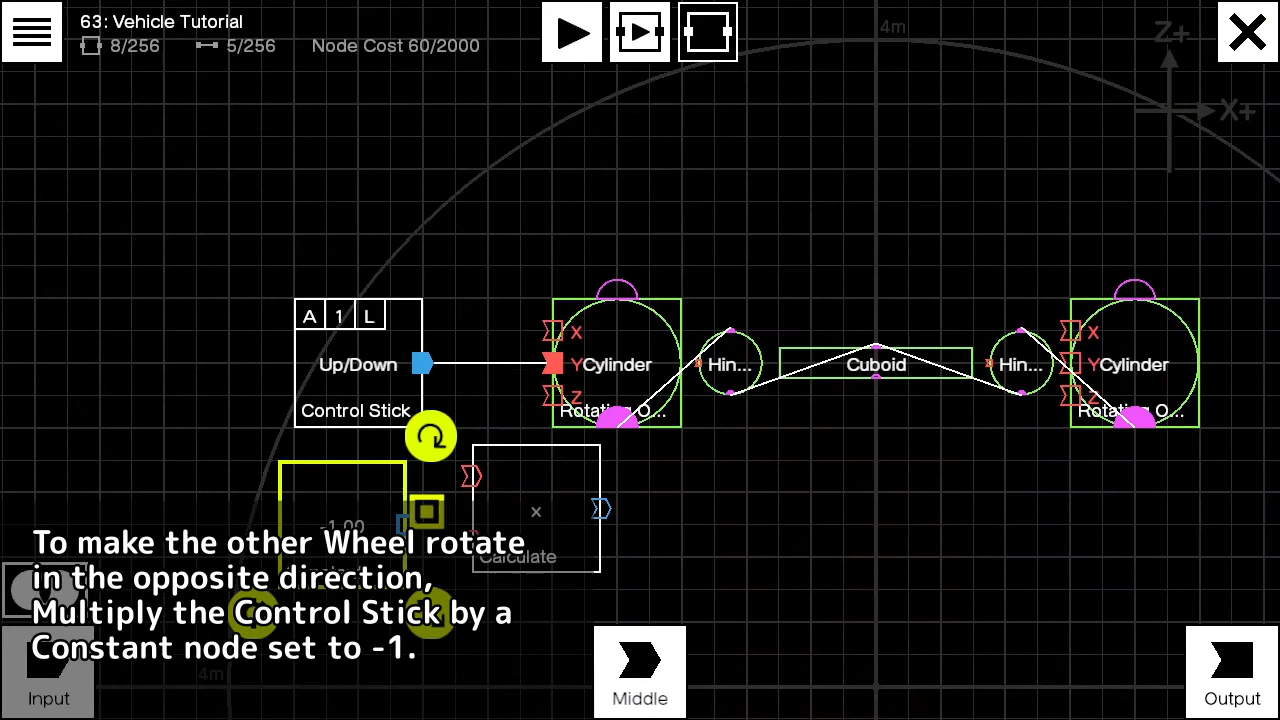 63: Vehicle Tutorial
8/256
5/256
Node Cost 60/2000
4m
Z+
X+
A 1 L
Up/Down
Control Stick
X
Y
Z
Cylinder
Rotating O...
Hin...
Cuboid
Hin...
X
Y
Z
Cylinder
Rotating O...
-1.00
×
Calculate
To make the other Wheel rotate
in the opposite direction,
Multiply the Control Stick by a
Constant node set to -1.
4m
Input
Middle
Output